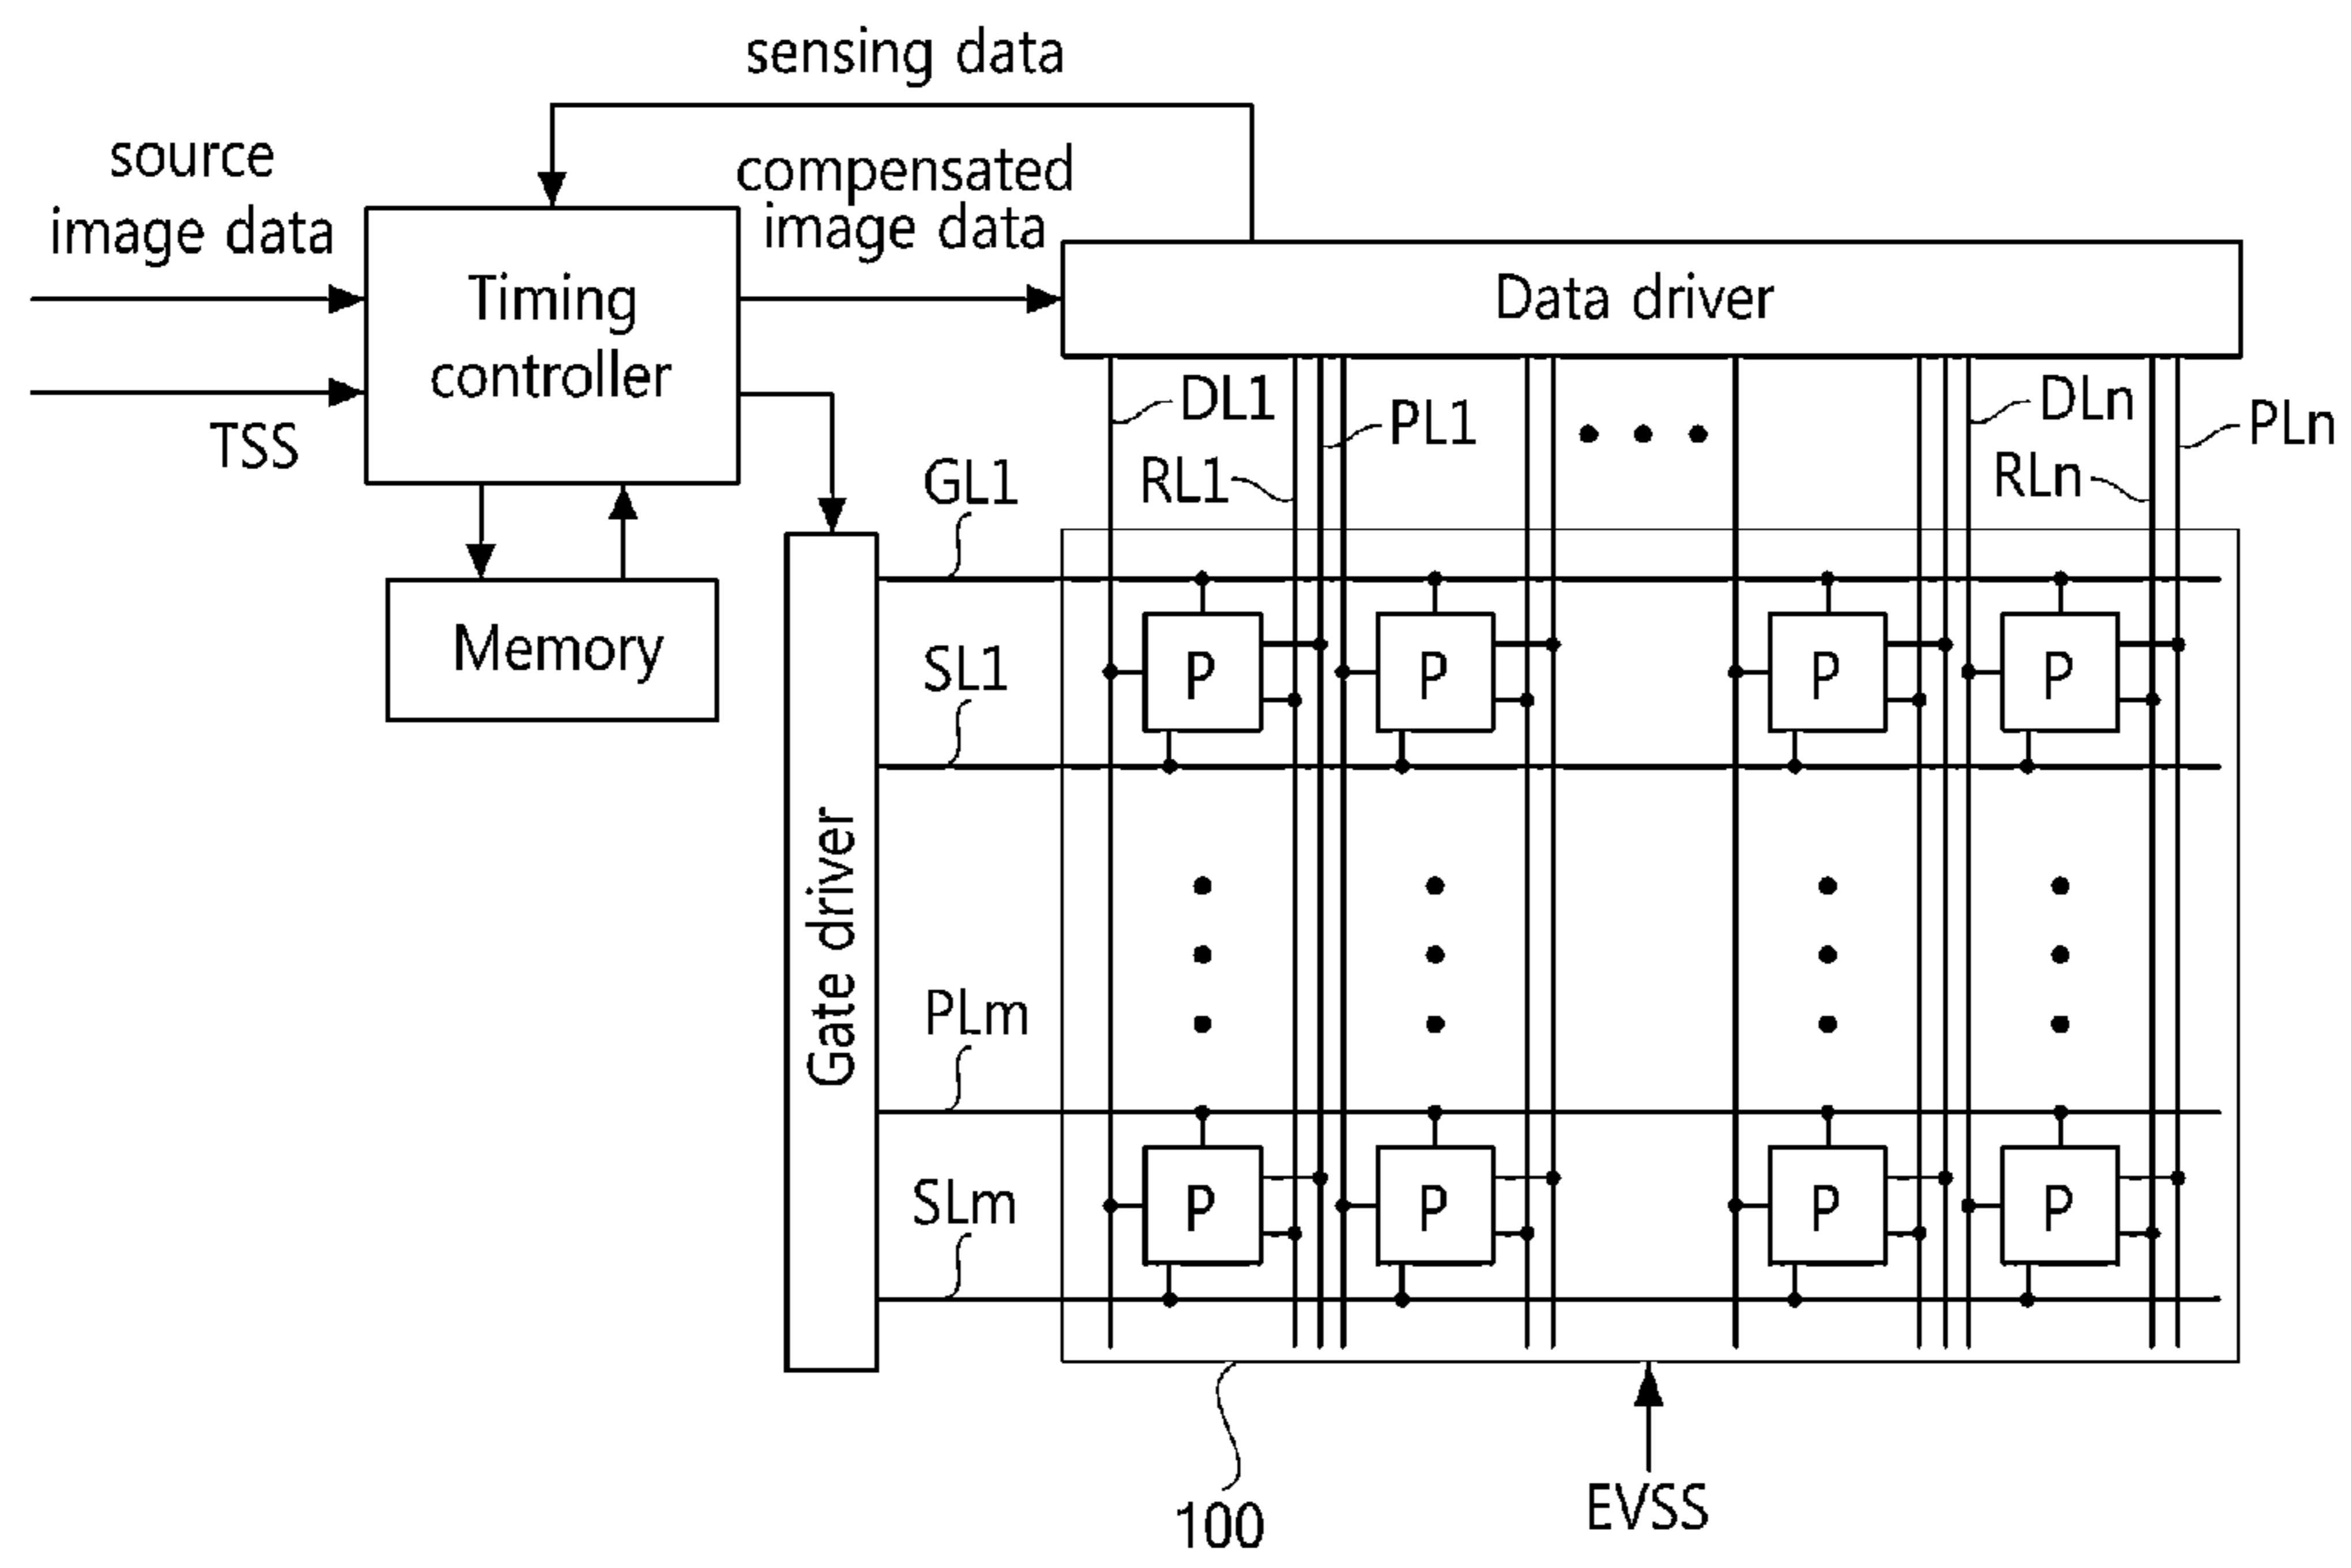 sensing data
source
image data
compensated
image data
Timing
controller
Data driver
TSS
DL1
PL1
RL1
DLn
PLn
RLn
GL1
Memory
SL1
P
P
P
P
Gate driver
PLm
SLm
P
P
P
P
100
EVSS